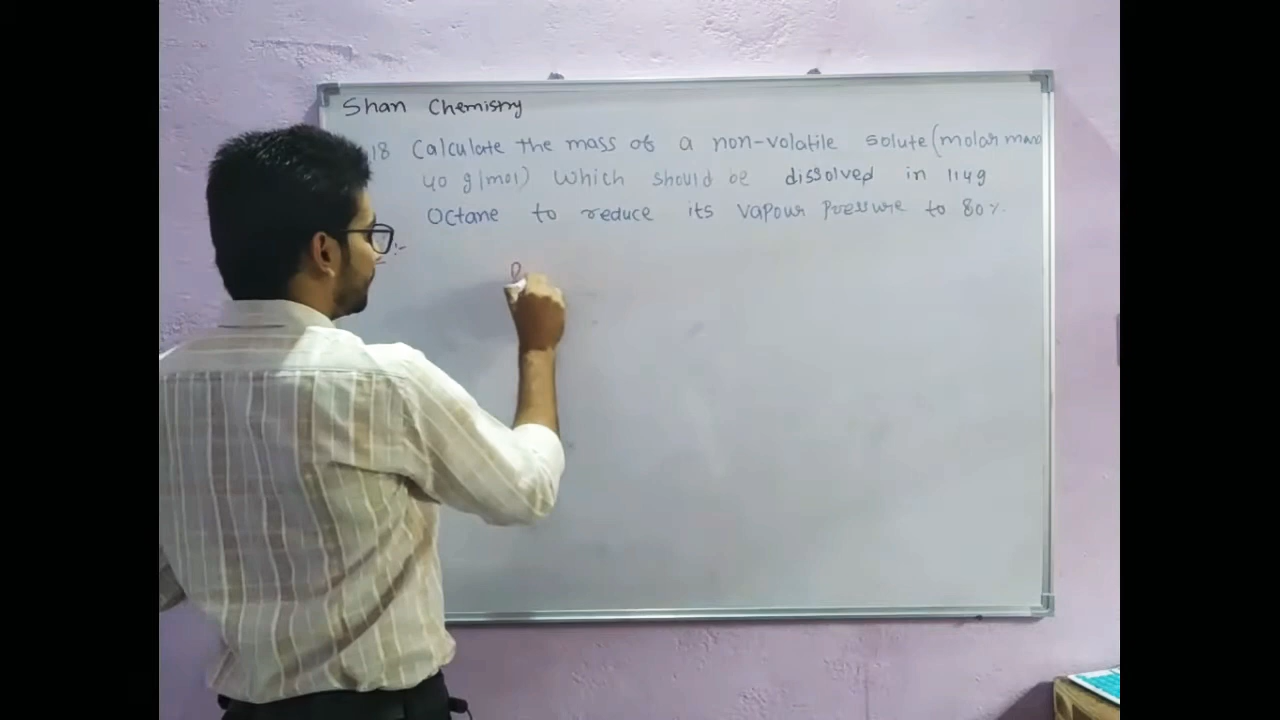 Shan Chemistry
18 Calculate the mass of a non-volatile solute (molar mass
40 g/mol) which should be dissolved in 114g
Octane to reduce its vapour pressure to 80%.
:-
P